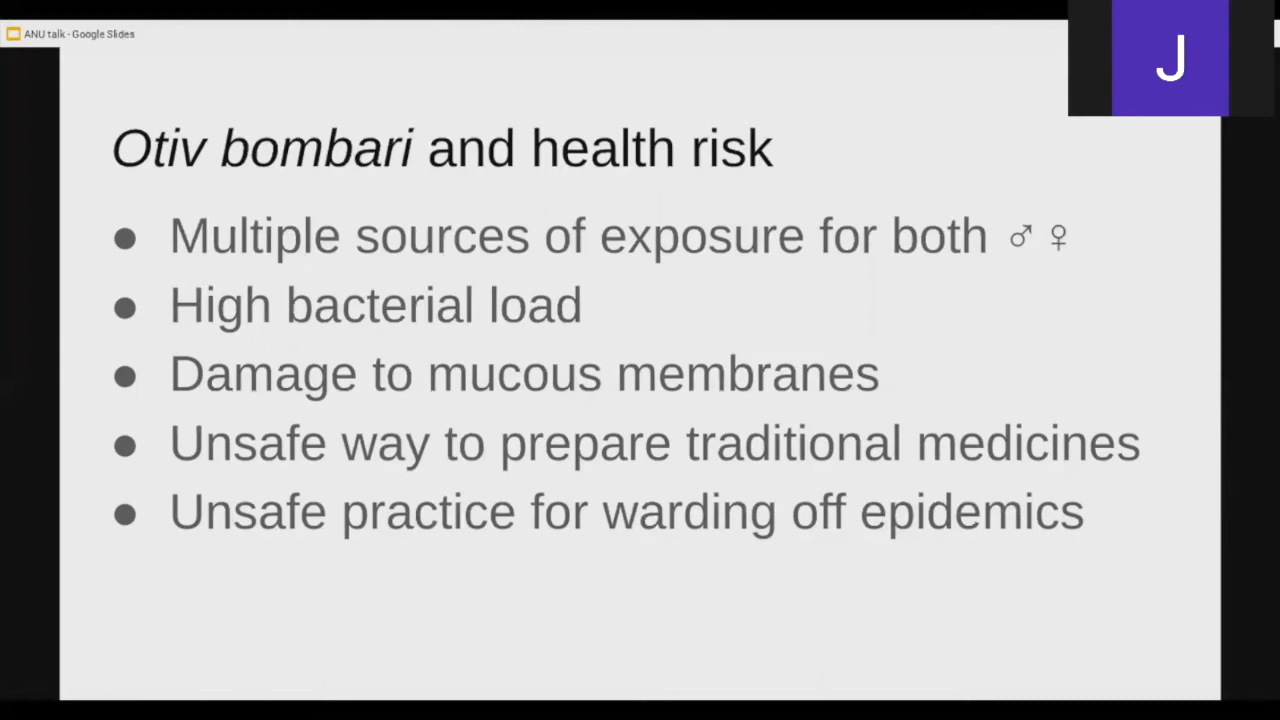 ANU talk - Google Slides
J
Otiv bombari and health risk
● Multiple sources of exposure for both ♂ ♀
● High bacterial load
● Damage to mucous membranes
● Unsafe way to prepare traditional medicines
● Unsafe practice for warding off epidemics